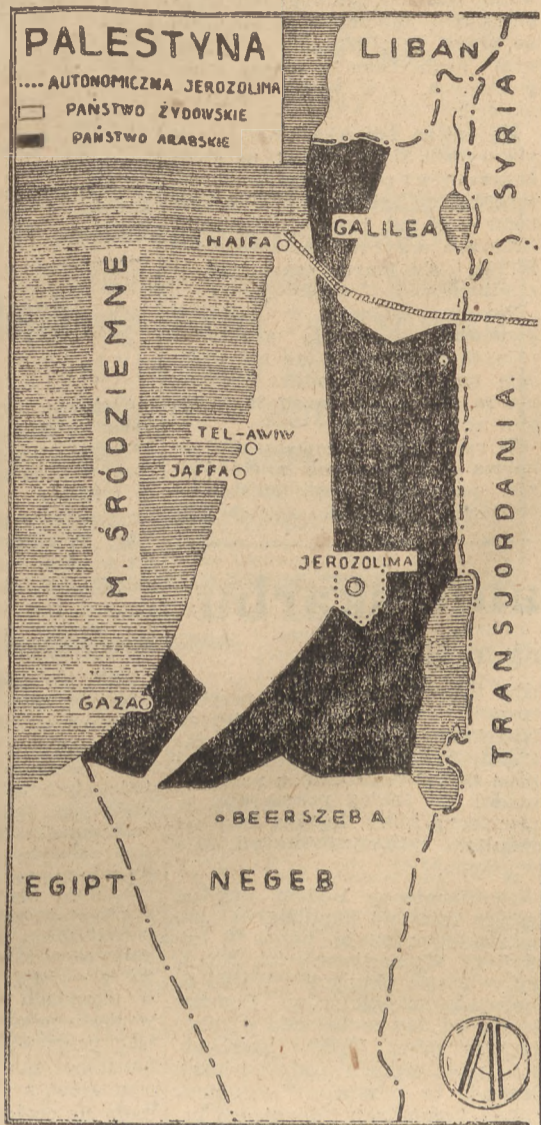 PALESTYNA
.... AUTONOMICZNA JEROZOLIMA
PAŃSTWO ŻYDOWSKIE
PAŃSTWO ARABSKIE
LIBAN
SYRIA
GALILEA
HAIFA
M. ŚRÓDZIEMNE
TEL-AWIW
JAFFA
TRANSJORDANIA.
JEROZOLIMA
GAZA
BEERSZEBA
EGIPT
NEGEB
AP